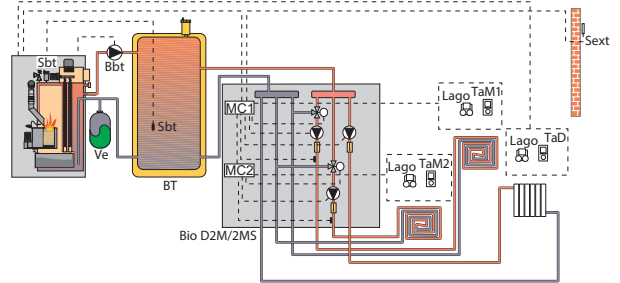 Sbt
Bbt
Sext
MC1
Lago TaM1
Sbt
Ve
Lago TaD
MC2
Lago TaM2
BT
Bio D2M/2MS